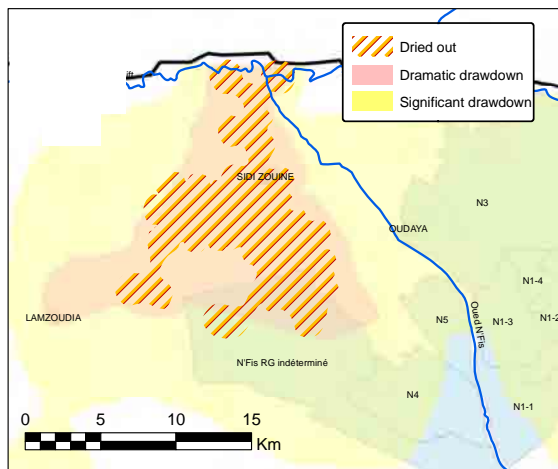 Dried out
Dramatic drawdown
Significant drawdown
ift
SIDI ZOUINE
N3
OUDAYA
N1-4
Oued N'Fis
LAMZOUDIA
N5
N1-3
N1-2
N'Fis RG indéterminé
N4
N1-1
0 5 10 15
Km